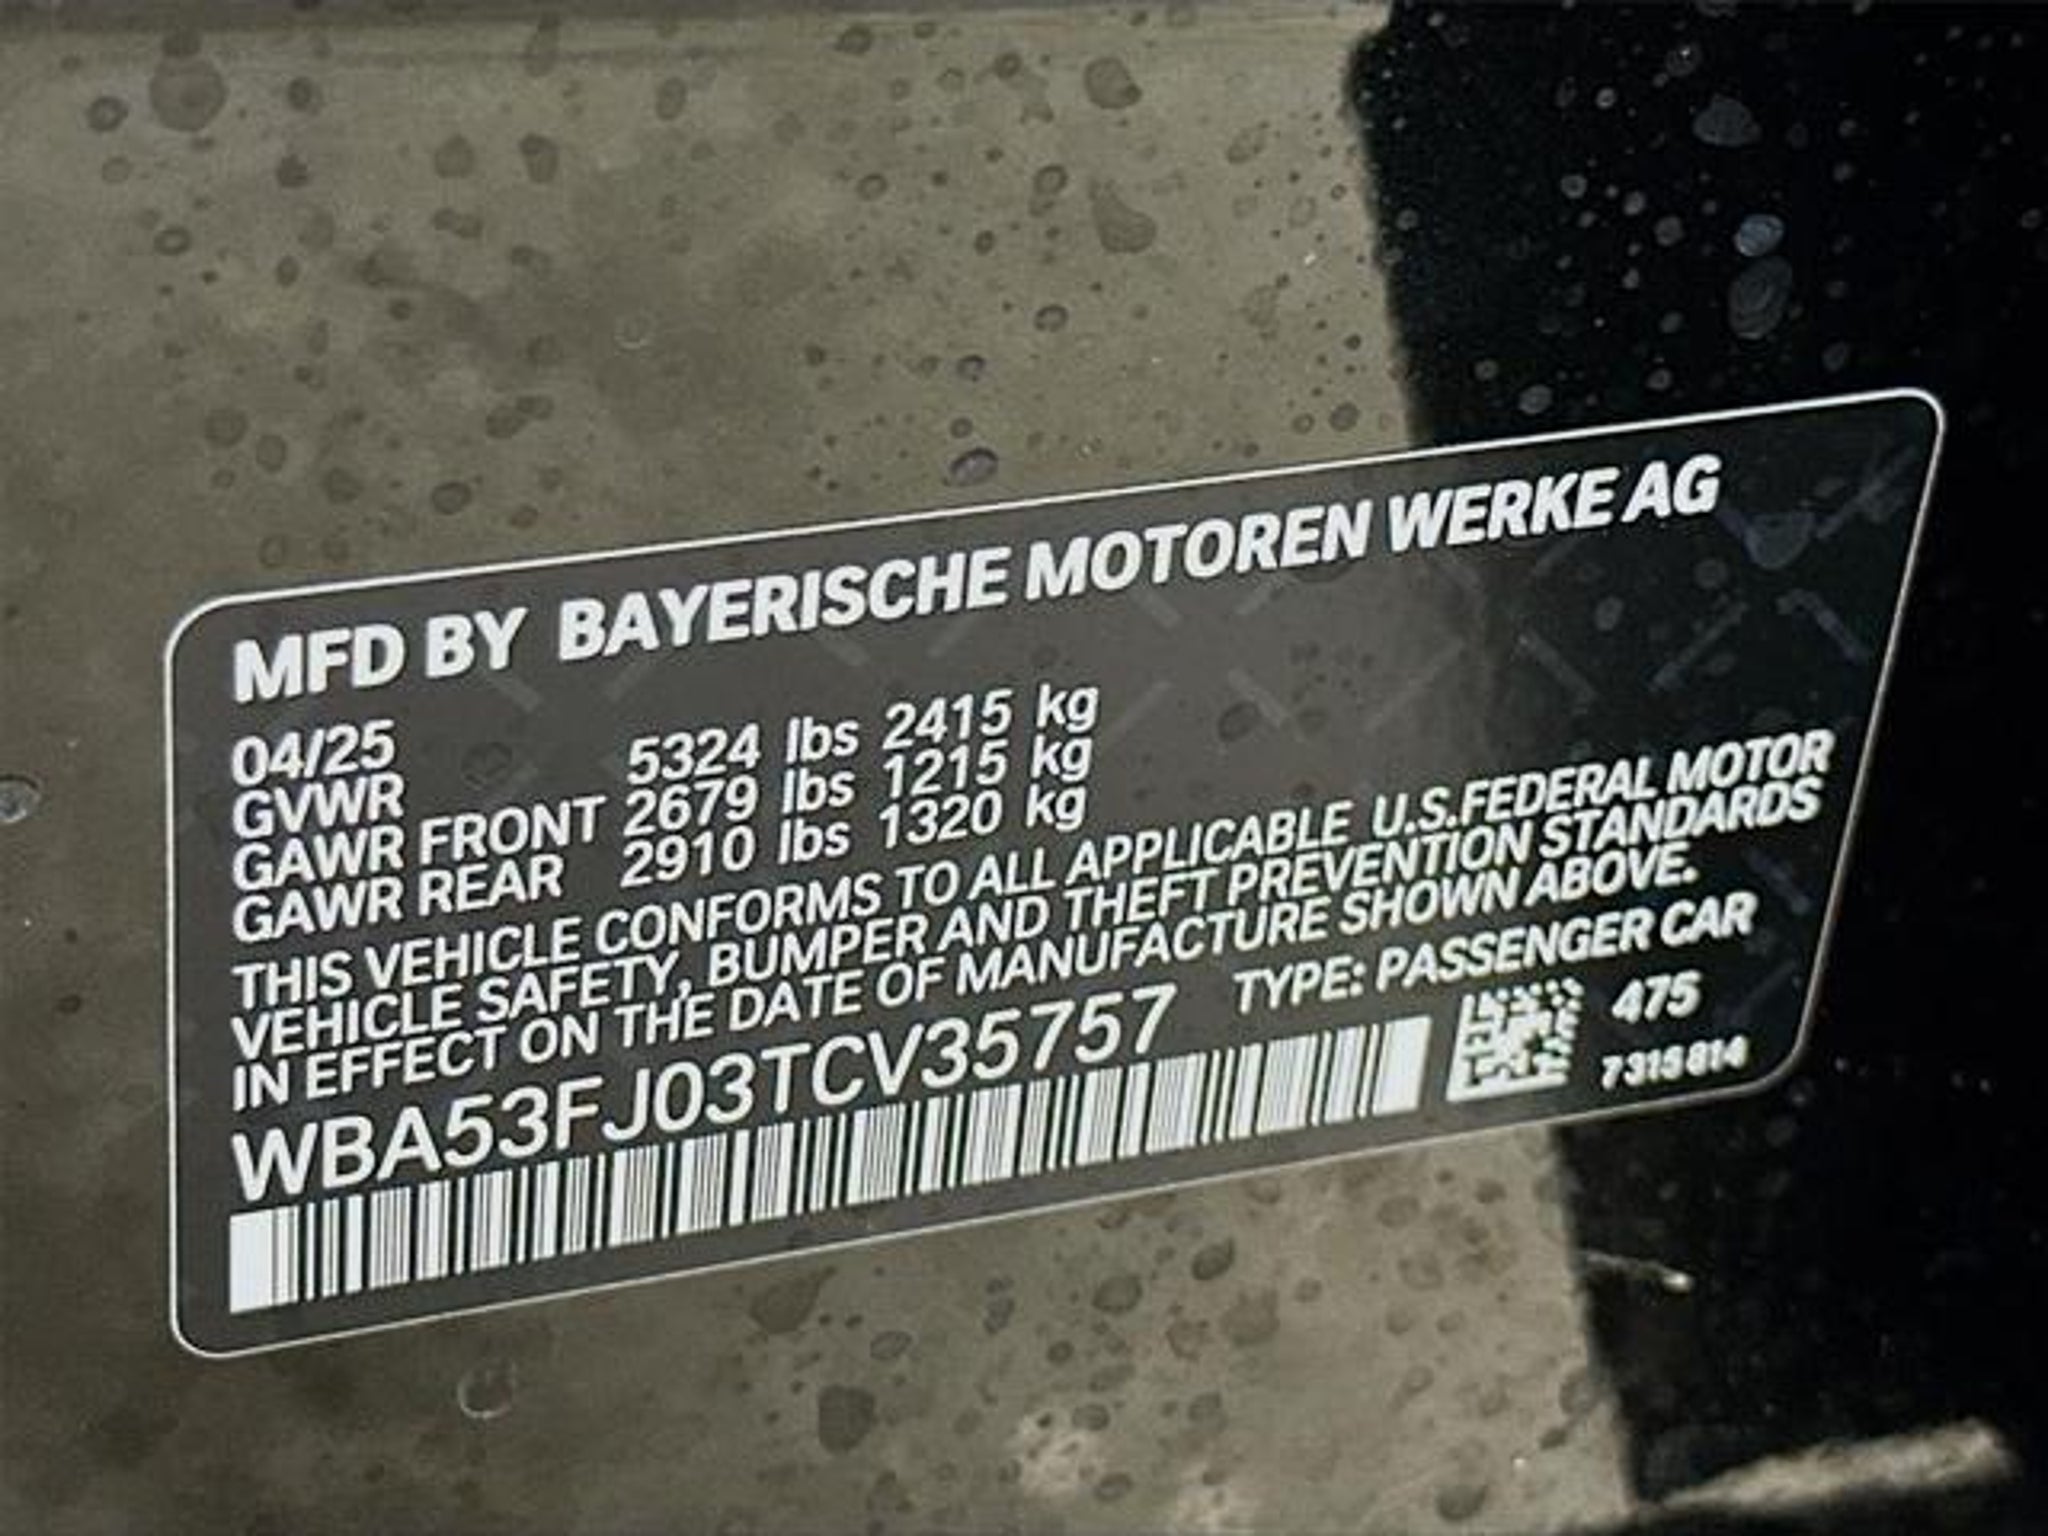 MFD BY BAYERISCHE MOTOREN WERKE AG
04/25
GVWR 5324 lbs 2415 kg
GAWR FRONT 2679 lbs 1215 kg
GAWR REAR 2910 lbs 1320 kg
THIS VEHICLE CONFORMS TO ALL APPLICABLE U.S.FEDERAL MOTOR
VEHICLE SAFETY, BUMPER AND THEFT PREVENTION STANDARDS
IN EFFECT ON THE DATE OF MANUFACTURE SHOWN ABOVE.
WBA53FJ03TCV35757 TYPE: PASSENGER CAR
475
7315814